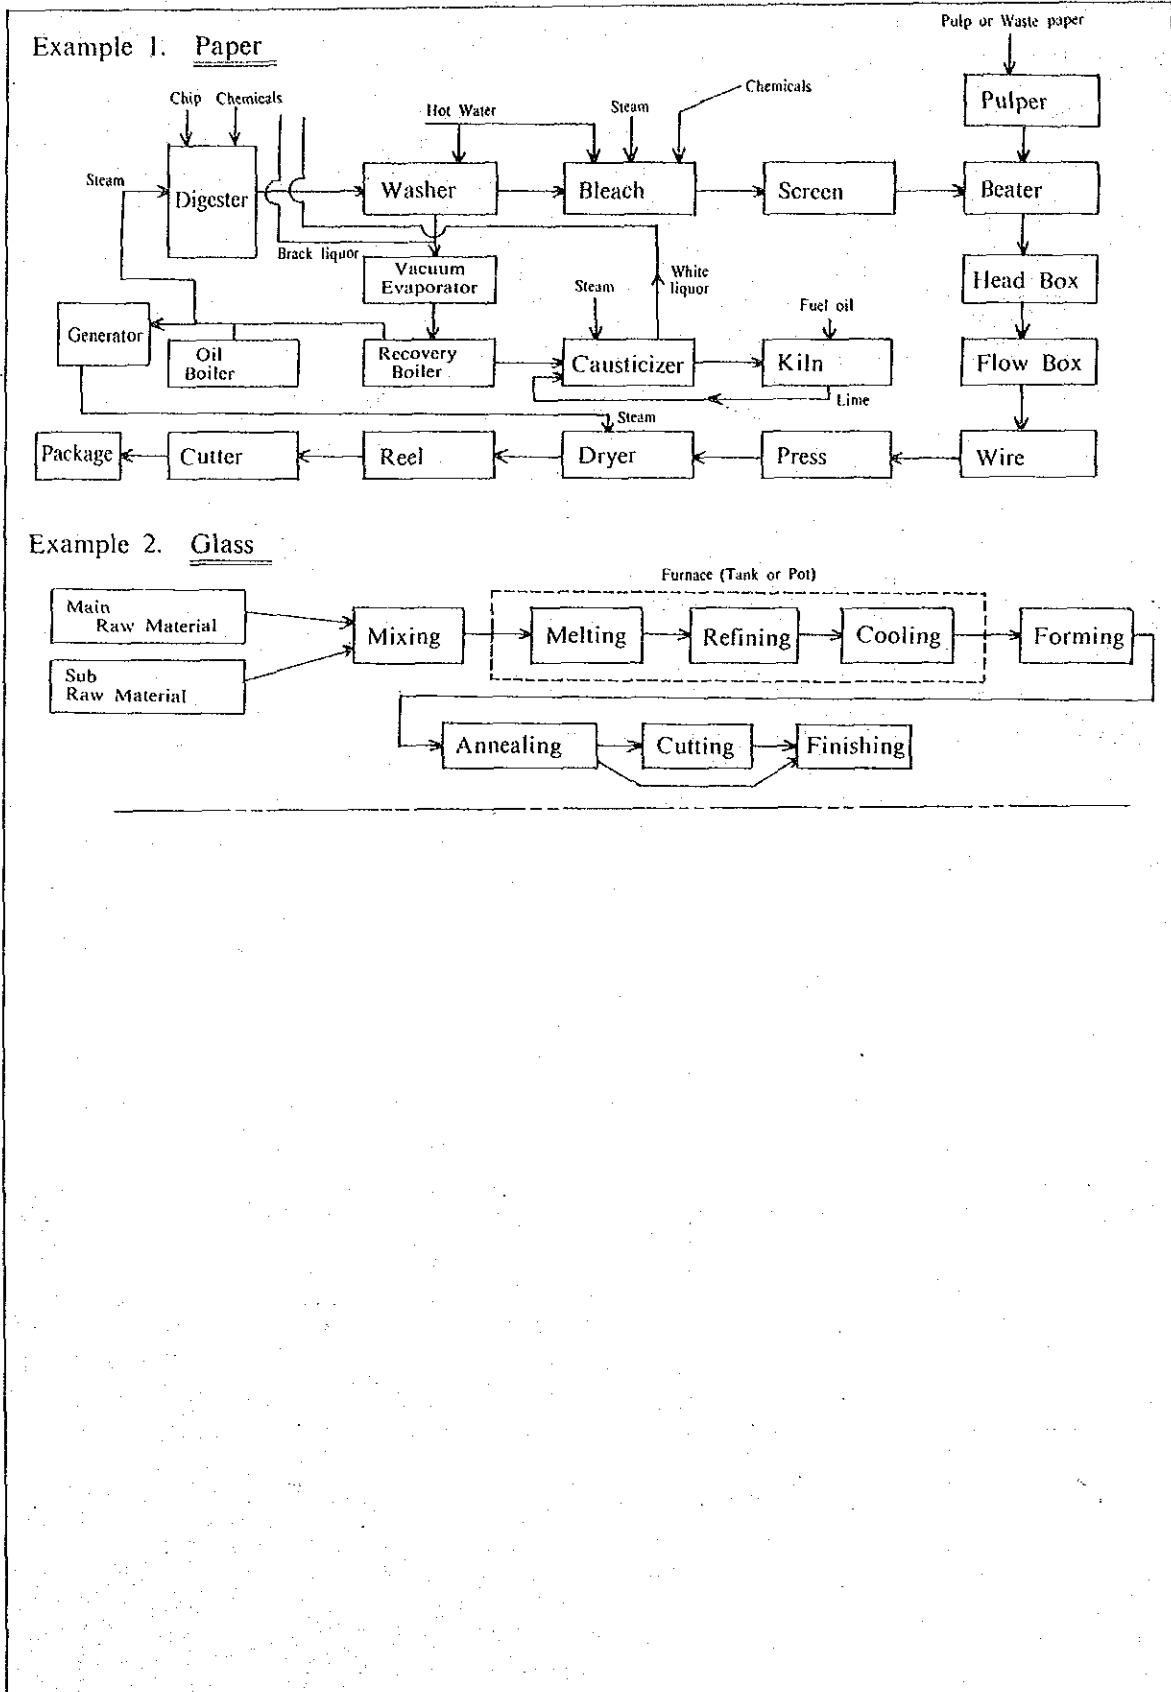 Pulp or Waste paper
Example 1. Paper
Chip Chemicals
Hot Water
Steam
Chemicals
Pulper
Steam
Digester
Washer
Bleach
Screen
Beater
Brack liquor
Vacuum
Evaporator
Steam
White
liquor
Fuel oil
Head Box
Generator
Oil
Boiler
Recovery
Boiler
Causticizer
Kiln
Flow Box
Lime
Steam
Package
Cutter
Reel
Dryer
Press
Wire
Example 2. Glass
Furnace (Tank or Pot)
Main
Raw Material
Mixing
Melting
Refining
Cooling
Forming
Sub
Raw Material
Annealing
Cutting
Finishing